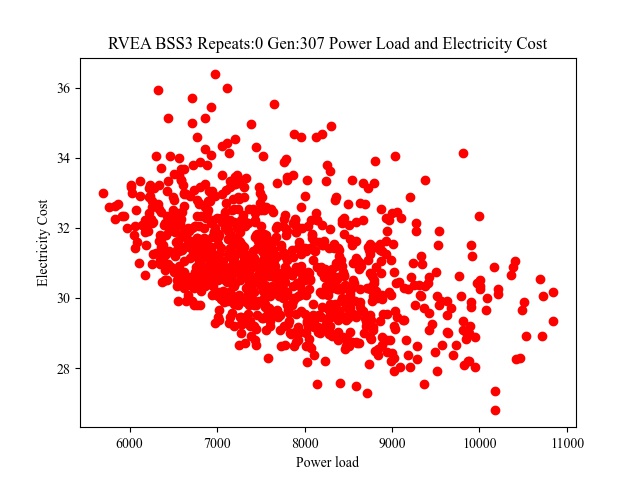 RVEA BSS3 Repeats:0 Gen:307 Power Load and Electricity Cost
36
34
32
30
28
Electricity Cost
6000 7000 8000 9000 10000 11000
Power load